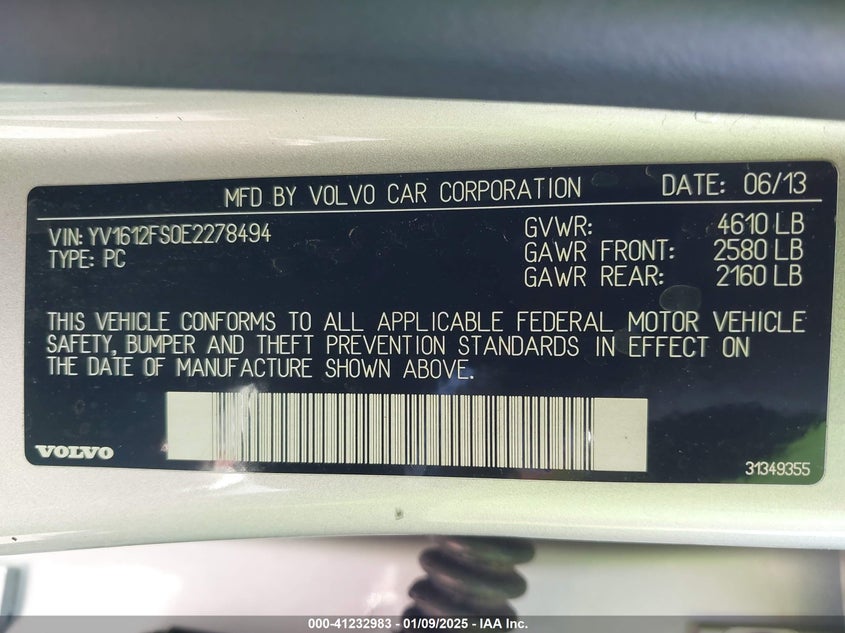 MFD BY VOLVO CAR CORPORATION DATE: 06/13
VIN: YV1612FS0E2278494 GVWR: 4610 LB
TYPE: PC GAWR FRONT: 2580 LB
GAWR REAR: 2160 LB
THIS VEHICLE CONFORMS TO ALL APPLICABLE FEDERAL MOTOR VEHICLE
SAFETY, BUMPER AND THEFT PREVENTION STANDARDS IN EFFECT ON
THE DATE OF MANUFACTURE SHOWN ABOVE.
VOLVO 31349355
000-41232983 - 01/09/2025 - IAA Inc.